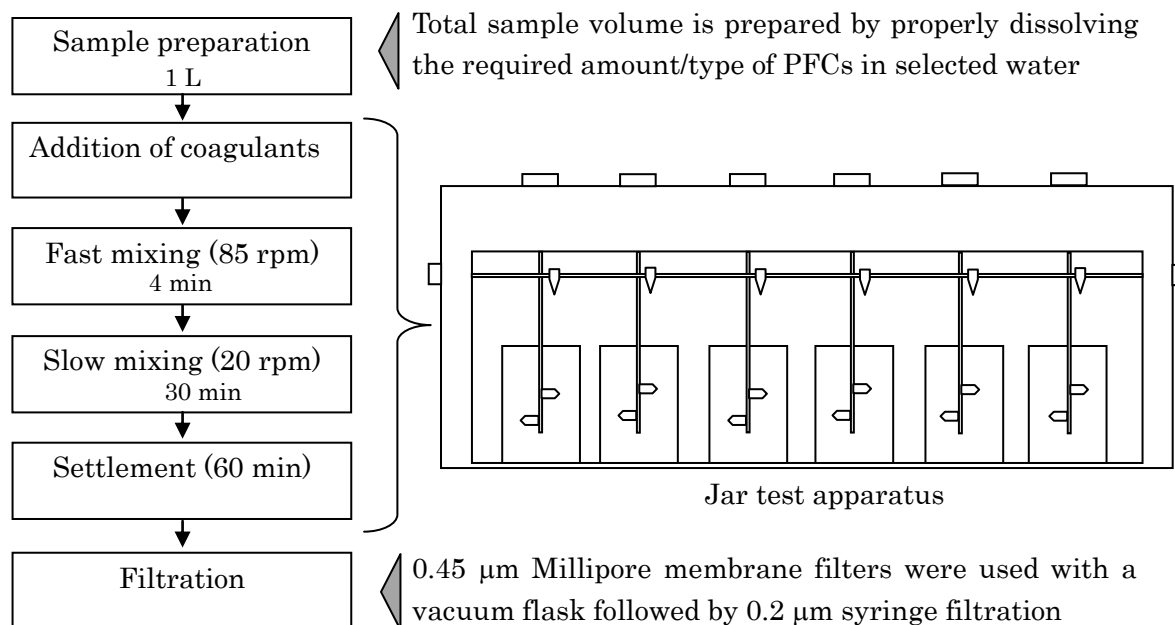 Sample preparation
1 L
Total sample volume is prepared by properly dissolving
the required amount/type of PFCs in selected water
Addition of coagulants
Fast mixing (85 rpm)
4 min
Slow mixing (20 rpm)
30 min
Settlement (60 min)
Jar test apparatus
Filtration
0.45 μm Millipore membrane filters were used with a
vacuum flask followed by 0.2 μm syringe filtration